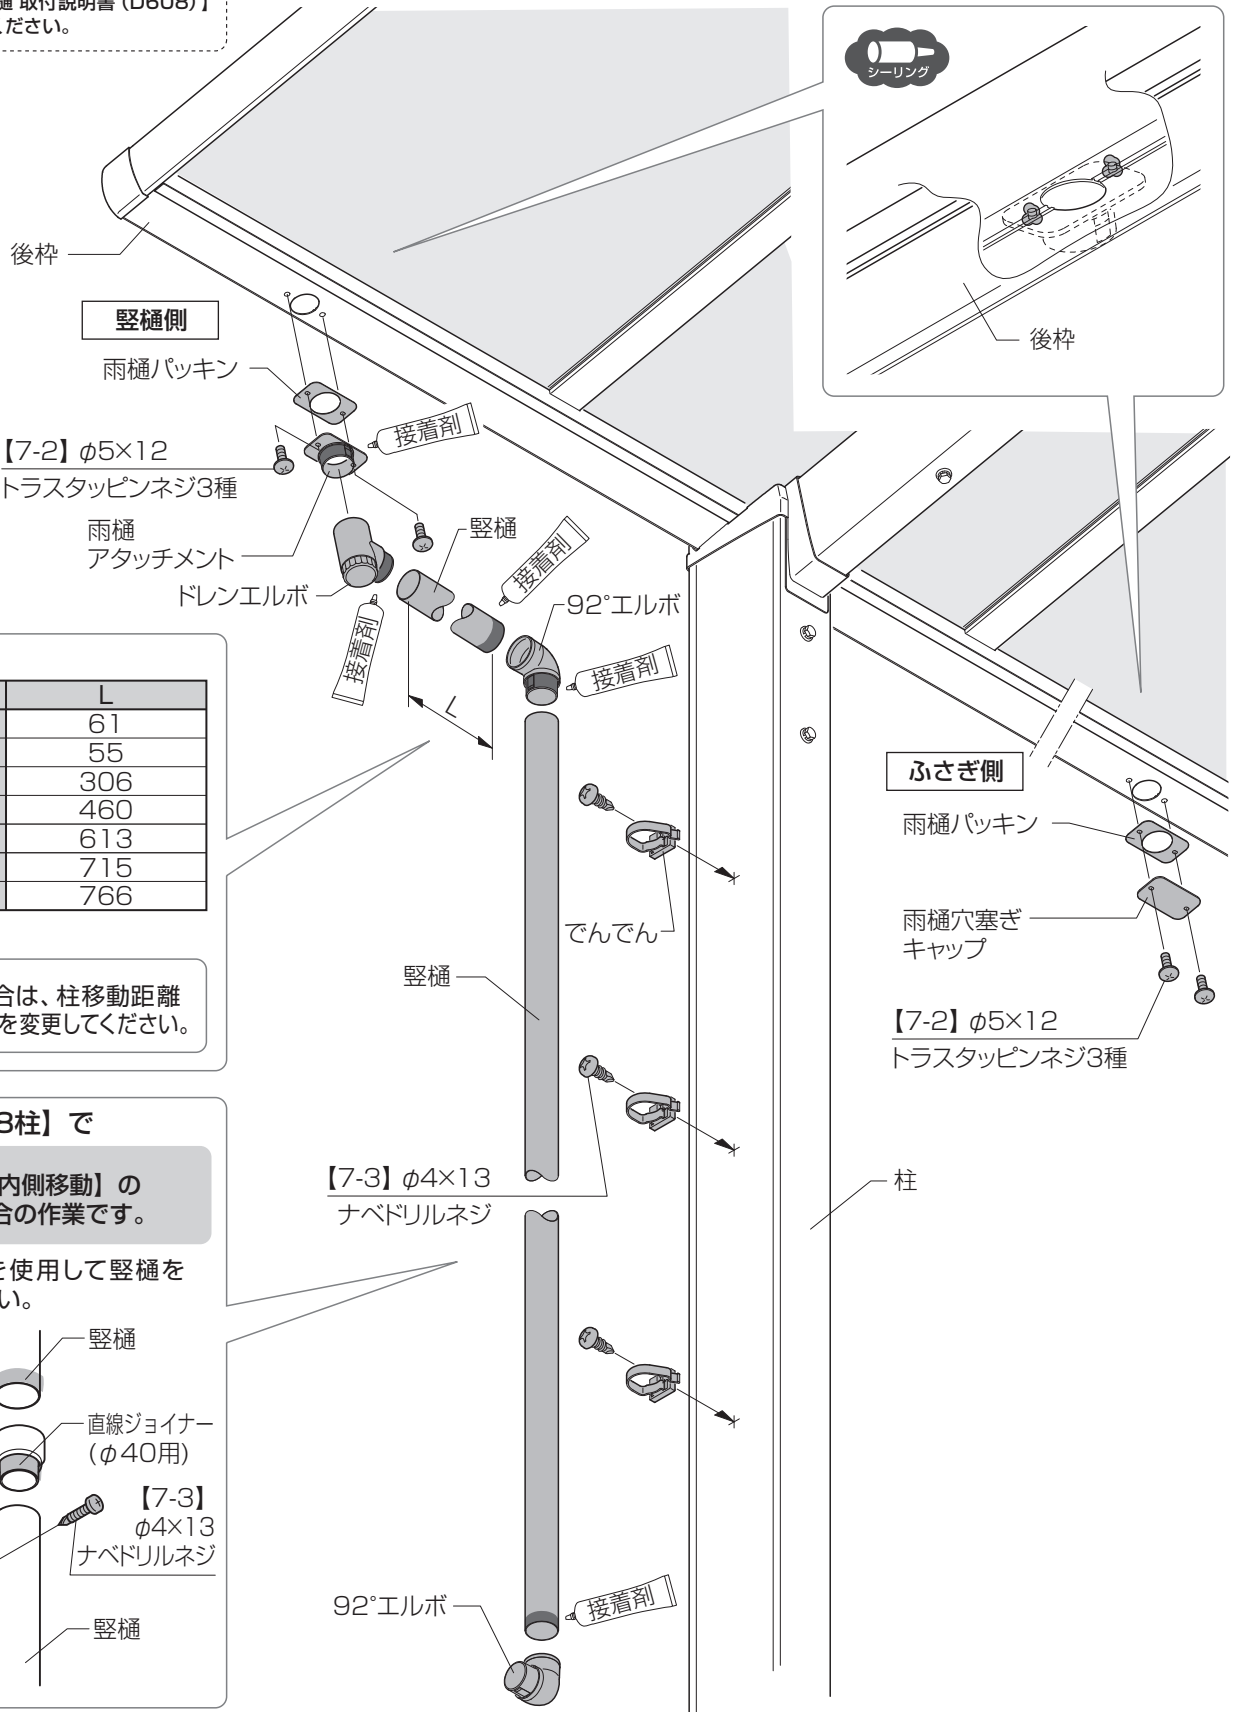 樋 取付説明書（D608）】
ください。
シーリング
後枠
後枠
竪樋側
雨樋パッキン
接着剤
【7-2】 φ5×12
トラスタッピンネジ3種
雨樋
アタッチメント
竪樋
接着剤
ドレンエルボ
92°エルボ
接着剤
接着剤
L
L
61
55
306
460
613
715
766
ふさぎ側
雨樋パッキン
雨樋穴塞ぎ
キャップ
【7-2】 φ5×12
トラスタッピンネジ3種
でんでん
竪樋
合は、柱移動距離
を変更してください。
柱】で
内側移動】の
合の作業です。
を使用して竪樋を
い。
【7-3】 φ4×13
ナベドリルネジ
柱
竪樋
直線ジョイナー
(φ40用)
【7-3】
φ4×13
ナベドリルネジ
竪樋
92°エルボ
接着剤